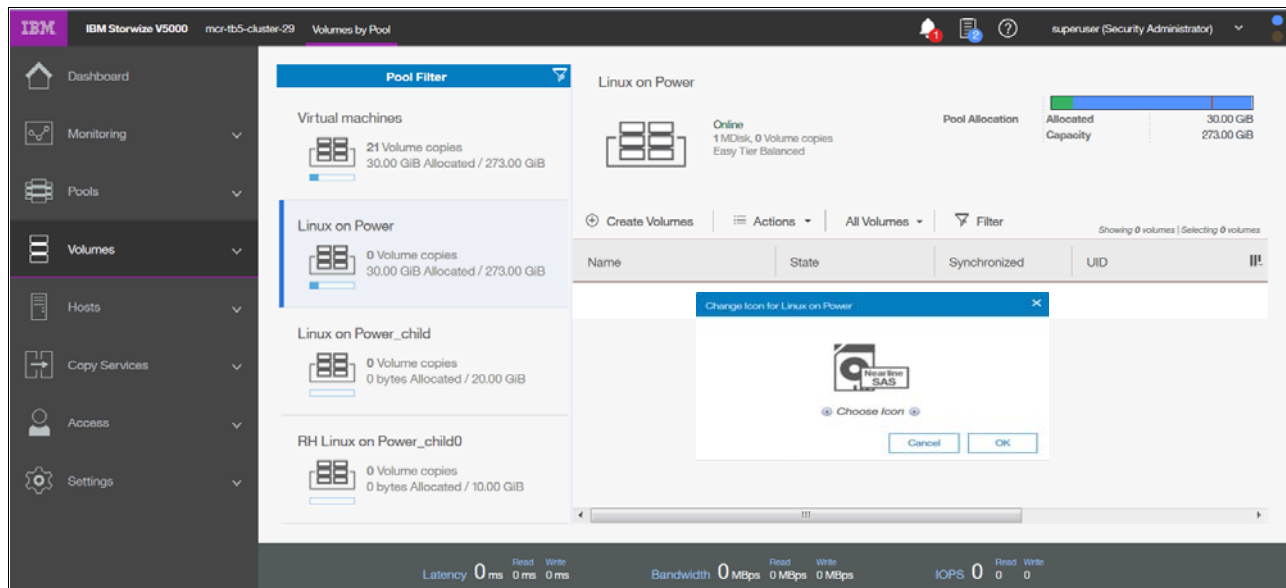 IBM
IBM Storwize V5000 mcr-tb5-cluster-29 Volumes by Pool
1
2
superuser (Security Administrator)
Dashboard
Monitoring
Pools
Volumes
Hosts
Copy Services
Access
Settings
Pool Filter
Virtual machines
21 Volume copies
30.00 GiB Allocated / 273.00 GiB
Linux on Power
0 Volume copies
30.00 GiB Allocated / 273.00 GiB
Linux on Power_child
0 Volume copies
0 bytes Allocated / 20.00 GiB
RH Linux on Power_child0
0 Volume copies
0 bytes Allocated / 10.00 GiB
Linux on Power
Online
1 MDisk, 0 Volume copies
Easy Tier Balanced
Pool Allocation
Allocated 30.00 GiB
Capacity 273.00 GiB
Create Volumes Actions All Volumes Filter
Showing 0 volumes | Selecting 0 volumes
Name State Synchronized UID
Change Icon for Linux on Power
Nearline
SAS
Choose Icon
Cancel OK
Read Write Read Write Read Write
Latency 0 ms 0 ms 0 ms Bandwidth 0 MBps 0 MBps 0 MBps IOPS 0 0 0